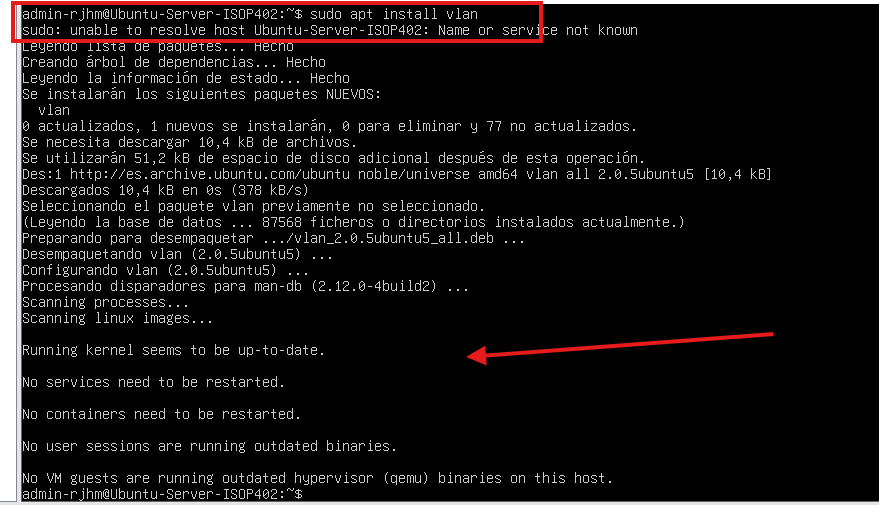 admin-rjhm@Ubuntu-Server-ISOP402:~$ sudo apt install vlan
sudo: unable to resolve host Ubuntu-Server-ISOP402: Name or service not known
Leyendo lista de paquetes... Hecho
Creando árbol de dependencias... Hecho
Leyendo la información de estado... Hecho
Se instalarán los siguientes paquetes NUEVOS:
  vlan
0 actualizados, 1 nuevos se instalarán, 0 para eliminar y 77 no actualizados.
Se necesita descargar 10,4 kB de archivos.
Se utilizarán 51,2 kB de espacio de disco adicional después de esta operación.
Des:1 http://es.archive.ubuntu.com/ubuntu noble/universe amd64 vlan all 2.0.5ubuntu5 [10,4 kB]
Descargados 10,4 kB en 0s (378 kB/s)
Seleccionando el paquete vlan previamente no seleccionado.
(Leyendo la base de datos ... 87568 ficheros o directorios instalados actualmente.)
Preparando para desempaquetar .../vlan_2.0.5ubuntu5_all.deb ...
Desempaquetando vlan (2.0.5ubuntu5) ...
Configurando vlan (2.0.5ubuntu5) ...
Procesando disparadores para man-db (2.12.0-4build2) ...
Scanning processes...
Scanning linux images...
Running kernel seems to be up-to-date.
No services need to be restarted.
No containers need to be restarted.
No user sessions are running outdated binaries.
No VM guests are running outdated hypervisor (qemu) binaries on this host.
admin-rjhm@Ubuntu-Server-ISOP402:~$